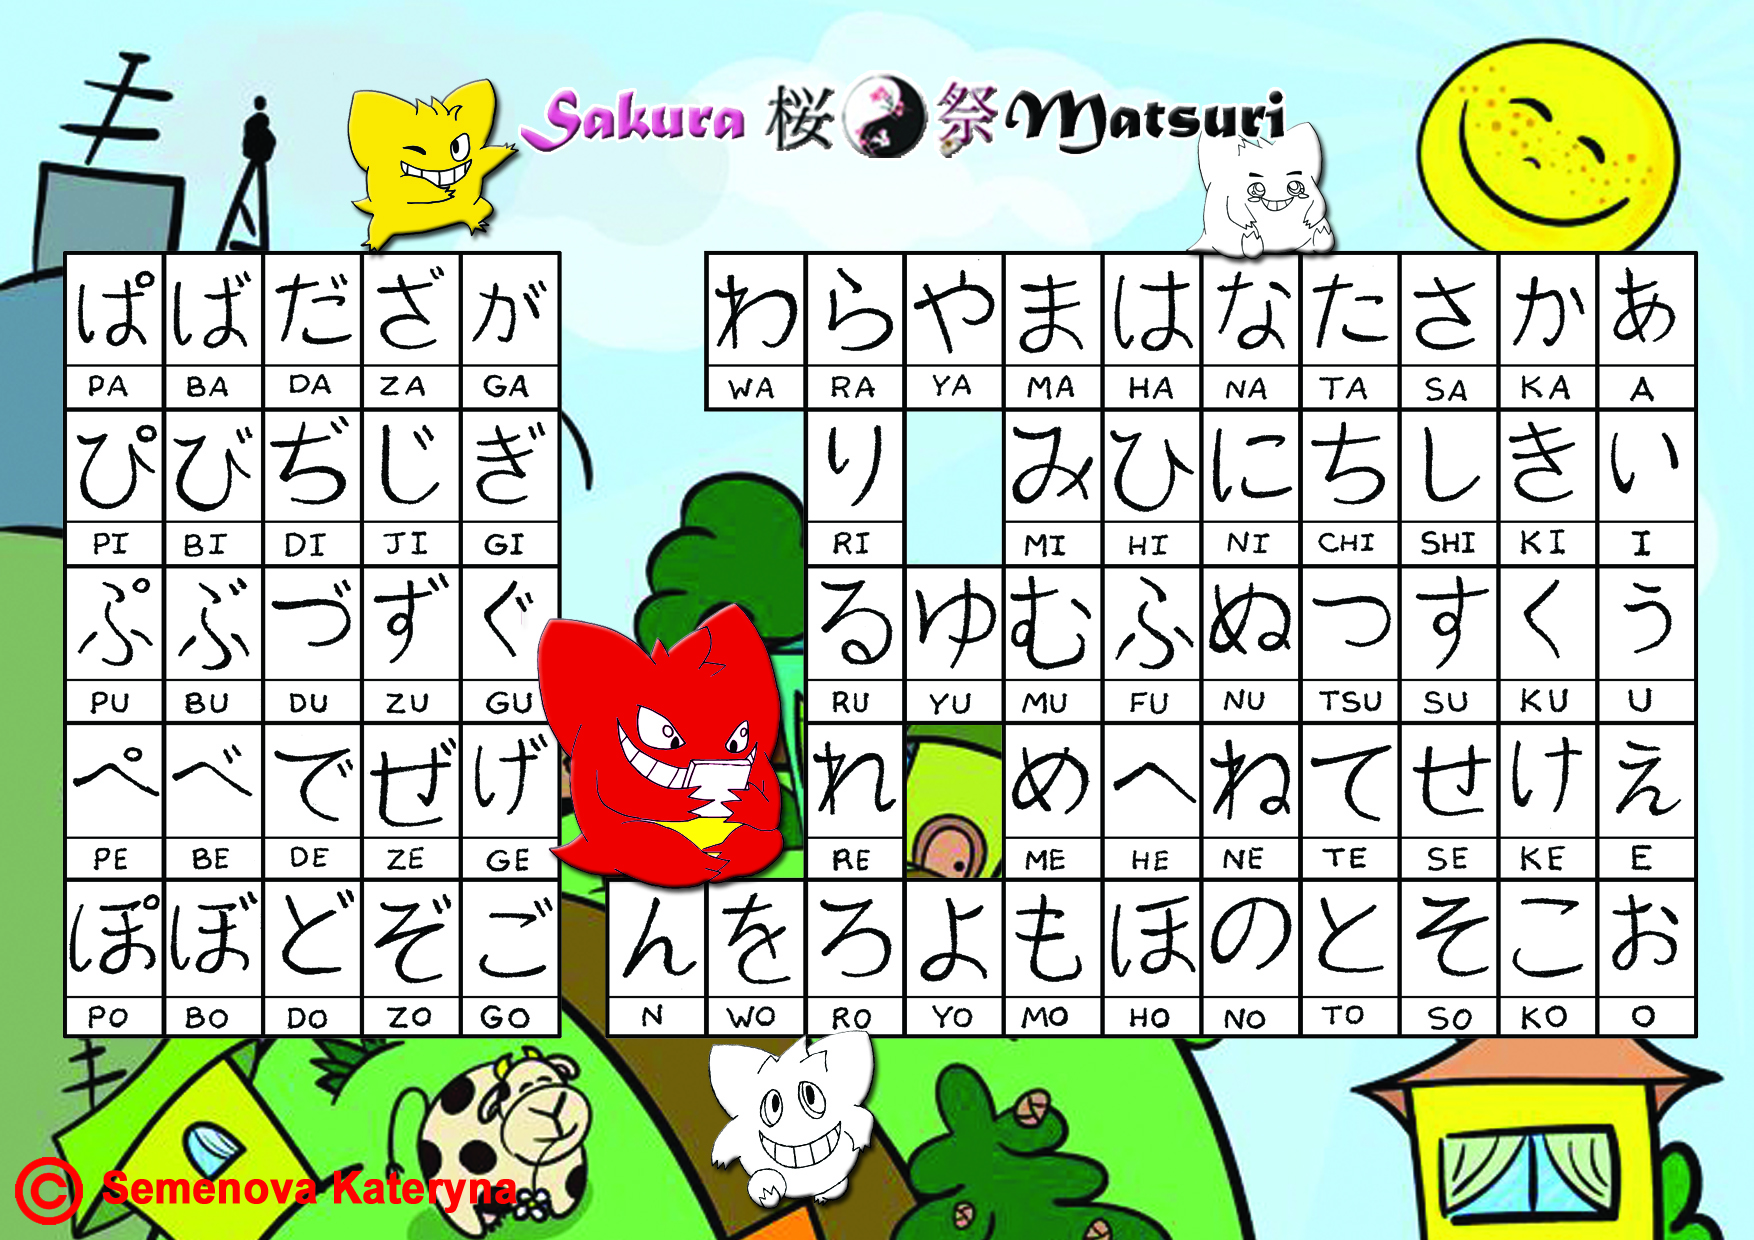 Sakura 桜 祭 Matsuri
ぱ ば だ ざ が わ ら や ま は な た さ か あ
PA BA DA ZA GA WA RA YA MA HA NA TA SA KA A
ぴ び ぢ じ ぎ り み ひ に ち し き い
PI BI DI JI GI RI MI HI NI CHI SHI KI I
ぷ ぶ づ ず ぐ る ゆ む ふ ぬ つ す く う
PU BU DU ZU GU RU YU MU FU NU TSU SU KU U
ぺ べ で ぜ げ れ め へ ね て せ け え
PE BE DE ZE GE RE ME HE NE TE SE KE E
ぽ ぼ ど ぞ ご ん を ろ よ も ほ の と そ こ お
PO BO DO ZO GO N WO RO YO MO HO NO TO SO KO O
© Semenova Kateryna